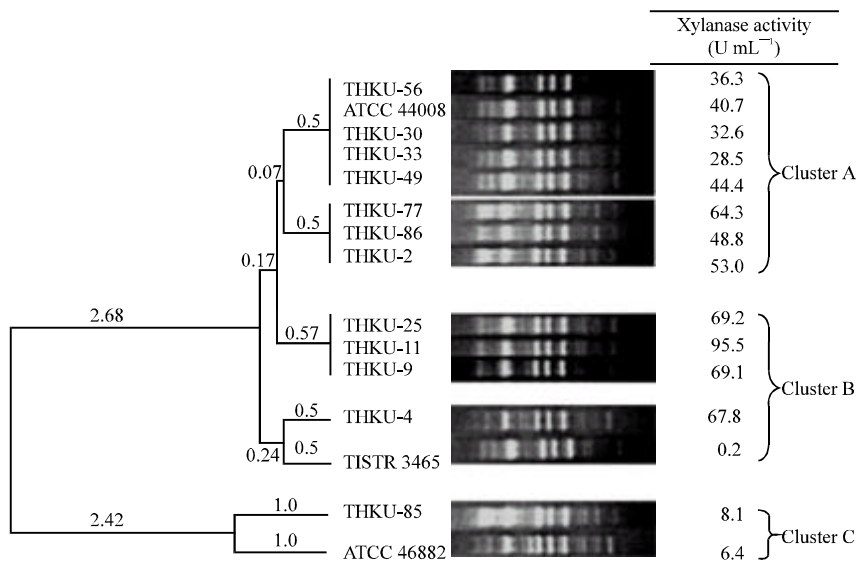 Xylanase activity
(U mL⁻¹)
THKU-56 36.3
ATCC 44008 40.7
0.5 THKU-30 32.6
THKU-33 28.5 Cluster A
0.07 THKU-49 44.4
THKU-77 64.3
0.5 THKU-86 48.8
0.17 THKU-2 53.0
2.68 THKU-25 69.2
0.57 THKU-11 95.5
THKU-9 69.1 Cluster B
0.5 THKU-4 67.8
0.24 0.5 TISTR 3465 0.2
1.0 THKU-85 8.1
2.42 Cluster C
1.0 ATCC 46882 6.4